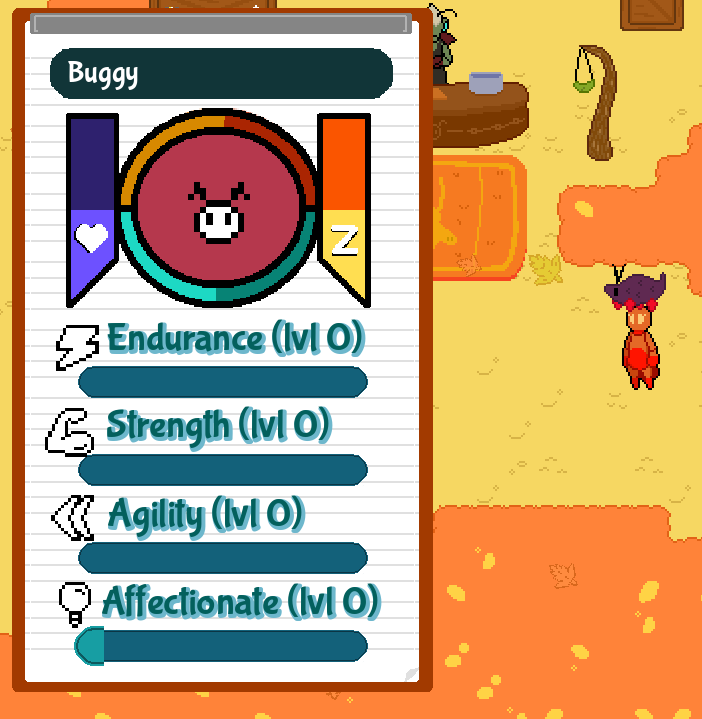 Buggy
Z
Endurance (lvl 0)
Strength (lvl 0)
Agility (lvl 0)
Affectionate (lvl 0)